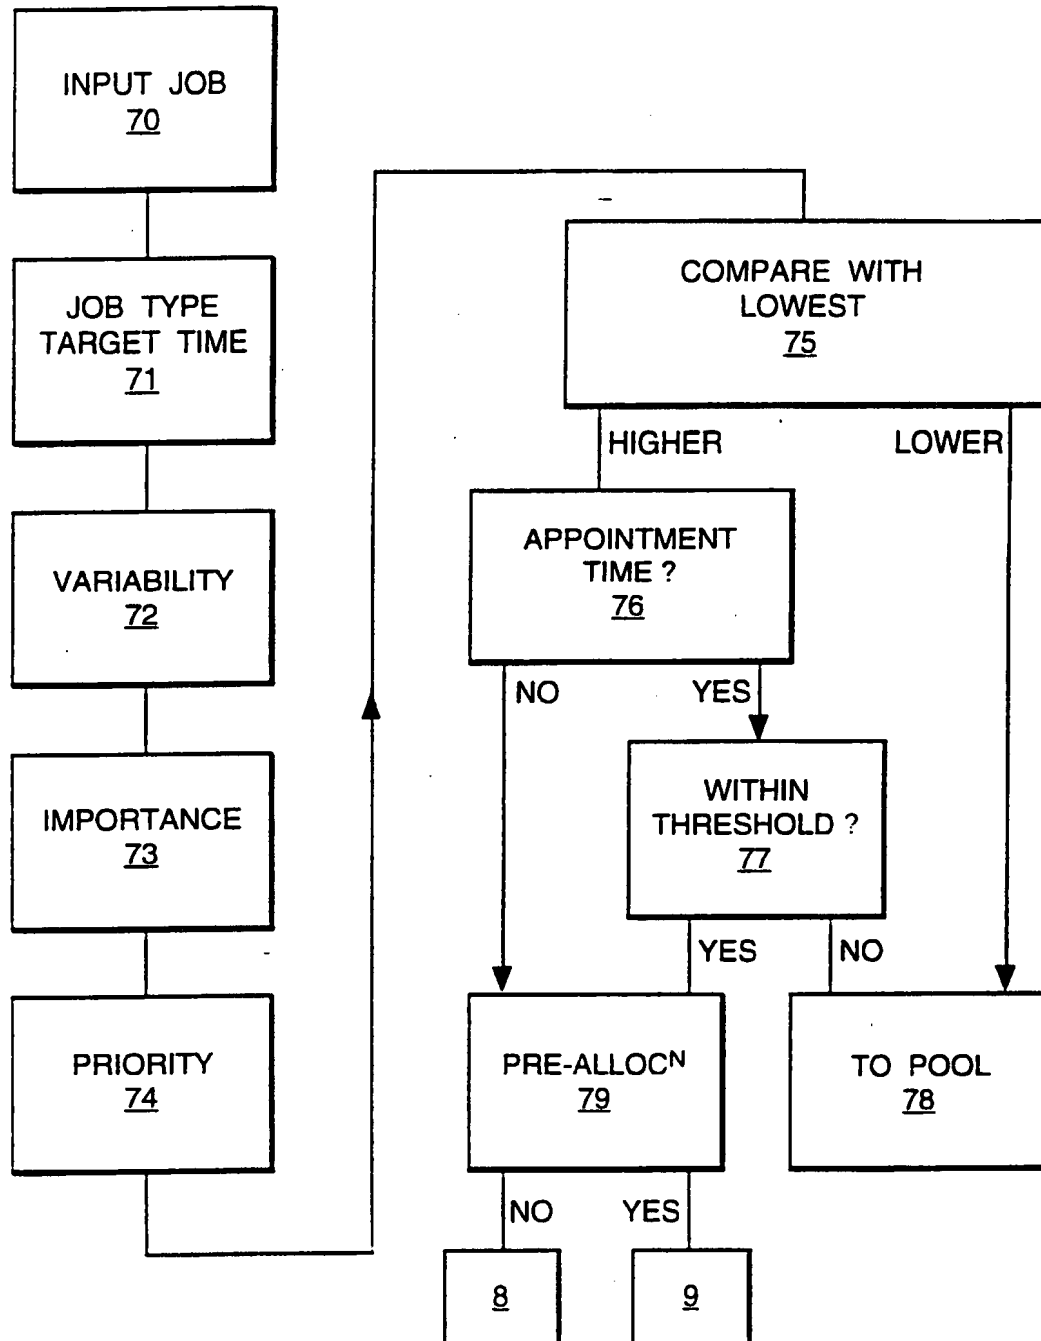 INPUT JOB
70
JOB TYPE
TARGET TIME
71
VARIABILITY
72
IMPORTANCE
73
PRIORITY
74
COMPARE WITH
LOWEST
75
HIGHER
LOWER
APPOINTMENT
TIME ?
76
NO
YES
WITHIN
THRESHOLD ?
77
YES
NO
PRE-ALLOCᴺ
79
TO POOL
78
NO
YES
8
9